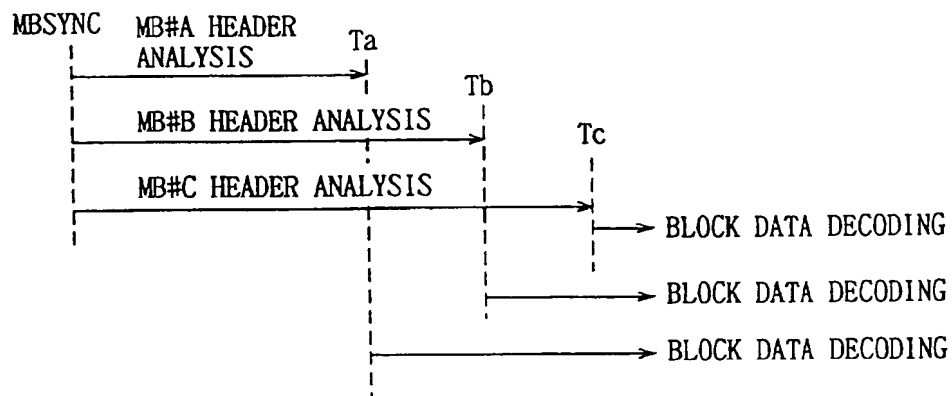 MBSYNC
MB#A HEADER
ANALYSIS
Ta
Tb
MB#B HEADER ANALYSIS
Tc
MB#C HEADER ANALYSIS
BLOCK DATA DECODING
BLOCK DATA DECODING
BLOCK DATA DECODING